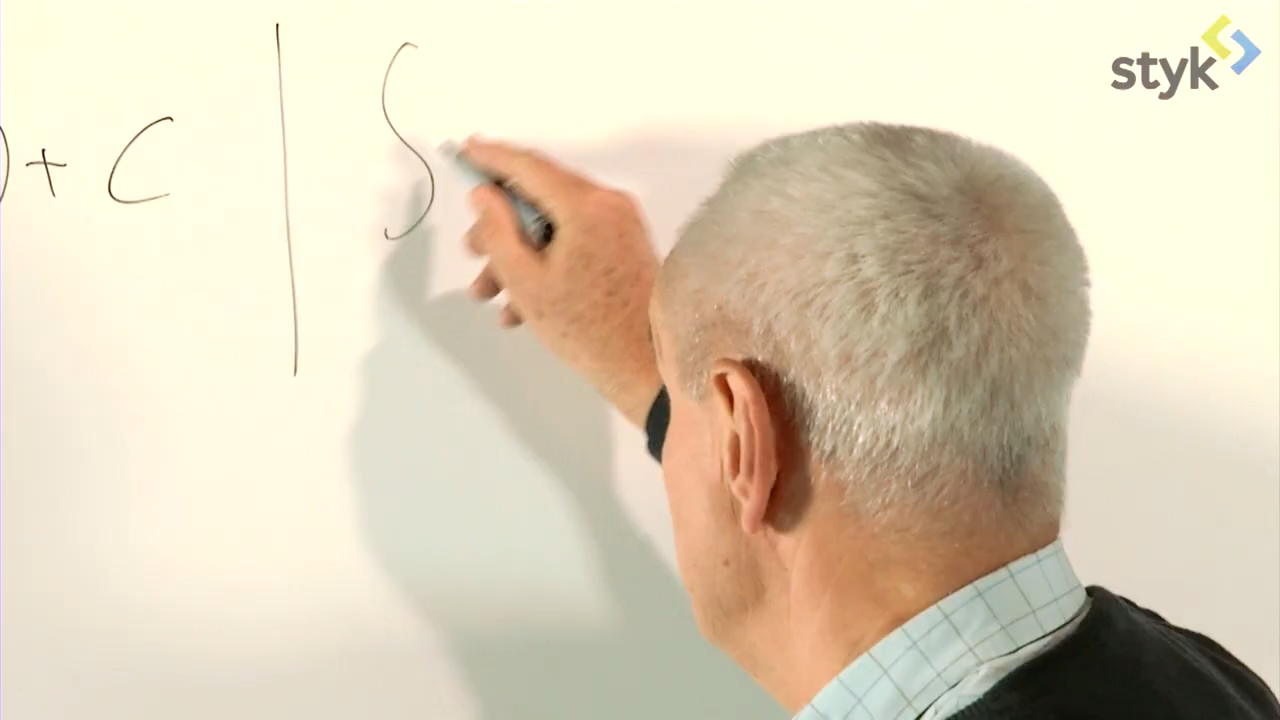 styk
) + C | ∫